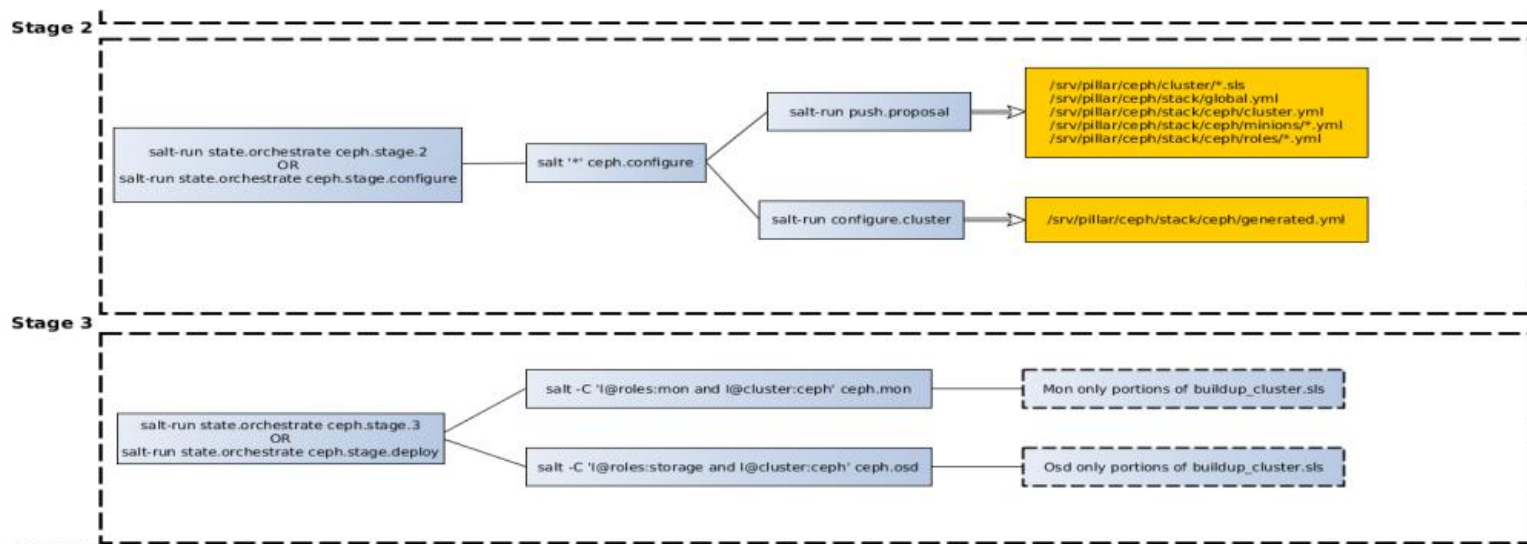 Stage 2
salt-run state.orchestrate ceph.stage.2
OR
salt-run state.orchestrate ceph.stage.configure
salt '*' ceph.configure
salt-run push.proposal
/srv/pillar/ceph/cluster/*.sls
/srv/pillar/ceph/stack/global.yml
/srv/pillar/ceph/stack/ceph/cluster.yml
/srv/pillar/ceph/stack/ceph/minions/*.yml
/srv/pillar/ceph/stack/ceph/roles/*.yml
salt-run configure.cluster
/srv/pillar/ceph/stack/ceph/generated.yml
Stage 3
salt-run state.orchestrate ceph.stage.3
OR
salt-run state.orchestrate ceph.stage.deploy
salt -C 'I@roles:mon and I@cluster:ceph' ceph.mon
Mon only portions of buildup_cluster.sls
salt -C 'I@roles:storage and I@cluster:ceph' ceph.osd
Osd only portions of buildup_cluster.sls